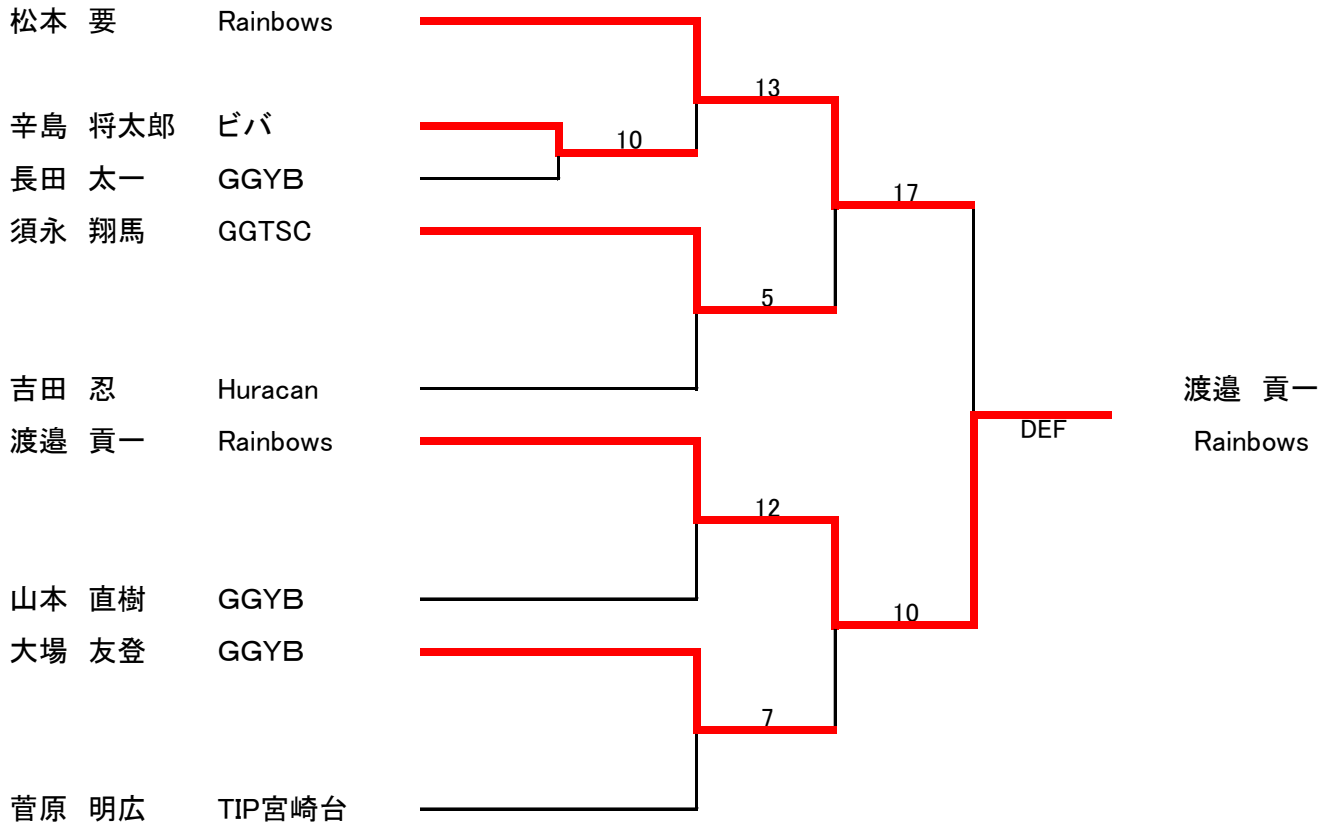 松本 要 Rainbows
13
辛島 将太郎 ビバ
10
長田 太一 GGYB
17
須永 翔馬 GGTSC
5
吉田 忍 Huracan
渡邉 貢一
渡邉 貢一 Rainbows
DEF
Rainbows
12
山本 直樹 GGYB
10
大場 友登 GGYB
7
菅原 明広 TIP宮崎台